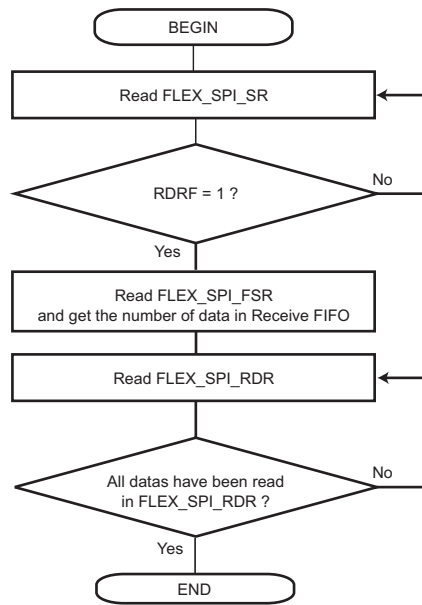 BEGIN
Read FLEX_SPI_SR
RDRF = 1 ?
No
Yes
Read FLEX_SPI_FSR
and get the number of data in Receive FIFO
Read FLEX_SPI_RDR
All datas have been read
in FLEX_SPI_RDR ?
No
Yes
END